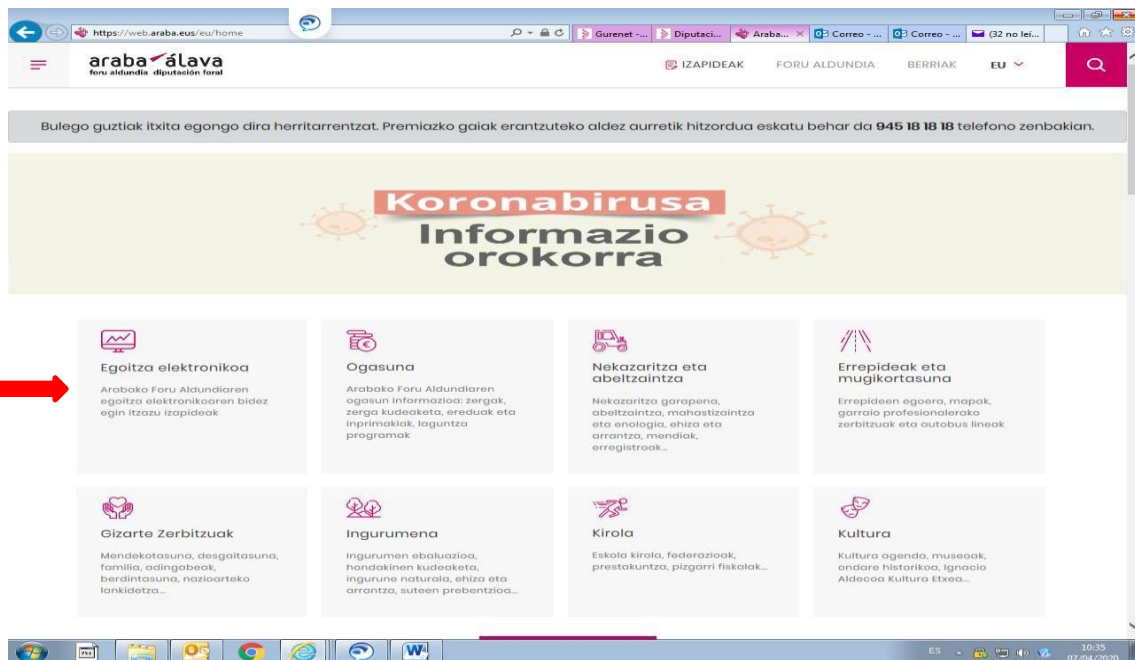 https://web.araba.eus/eu/home
Gurenet -...
Diputaci...
Araba...
Correo - ...
Correo - ...
(32 no leí...
araba álava
foru aldundia diputación foral
IZAPIDEAK
FORU ALDUNDIA
BERRIAK
EU
Bulego guztiak itxita egongo dira herritarrentzat. Premiazko gaiak erantzuteko aldez aurretik hitzordua eskatu behar da 945 18 18 18 telefono zenbakian.
Koronabirusa
Informazio
orokorra
Egoitza elektronikoa
Arabako Foru Aldundiaren
egoitza elektronikoaren bidez
egin itzazu izapideak
Ogasuna
Arabako Foru Aldundiaren
ogasun informazioa: zergak,
zerga kudeaketa, ereduak eta
inprimakiak, laguntza
programak
Nekazaritza eta
abeltzaintza
Nekazaritza garapena,
abeltzaintza, mahastizaintza
eta enologia, ehiza eta
arrantza, mendiak,
erregistroak...
Errepideak eta
mugikortasuna
Errepideen egoera, mapak,
garraio profesionalerako
zerbitzuak eta autobus lineak
Gizarte Zerbitzuak
Mendekotasuna, desgaitasuna,
familia, adingabeak,
berdintasuna, nazioarteko
lankidetza...
Ingurumena
Ingurumen ebaluazioa,
hondakinen kudeaketa,
ingurune naturala, ehiza eta
arrantza, suteen prebentzioa...
Kirola
Eskola kirola, federazioak,
prestakuntza, pizgarri fiskalak...
Kultura
Kultura agenda, museoak,
ondare historikoa, Ignacio
Aldecoa Kultura Etxea...
ES
10:35
07/04/2020